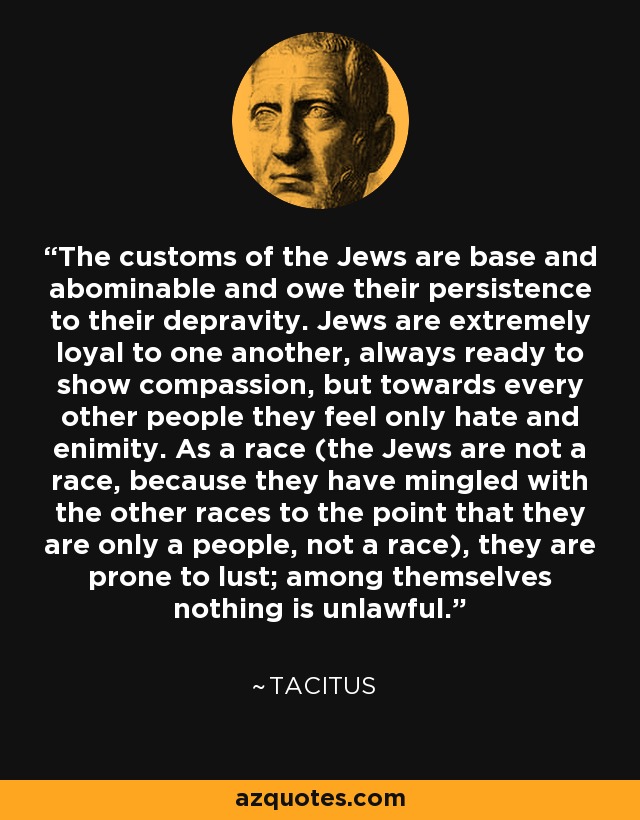 “The customs of the Jews are base and
abominable and owe their persistence
to their depravity. Jews are extremely
loyal to one another, always ready to
show compassion, but towards every
other people they feel only hate and
enimity. As a race (the Jews are not a
race, because they have mingled with
the other races to the point that they
are only a people, not a race), they are
prone to lust; among themselves
nothing is unlawful.”
~ TACITUS
azquotes.com